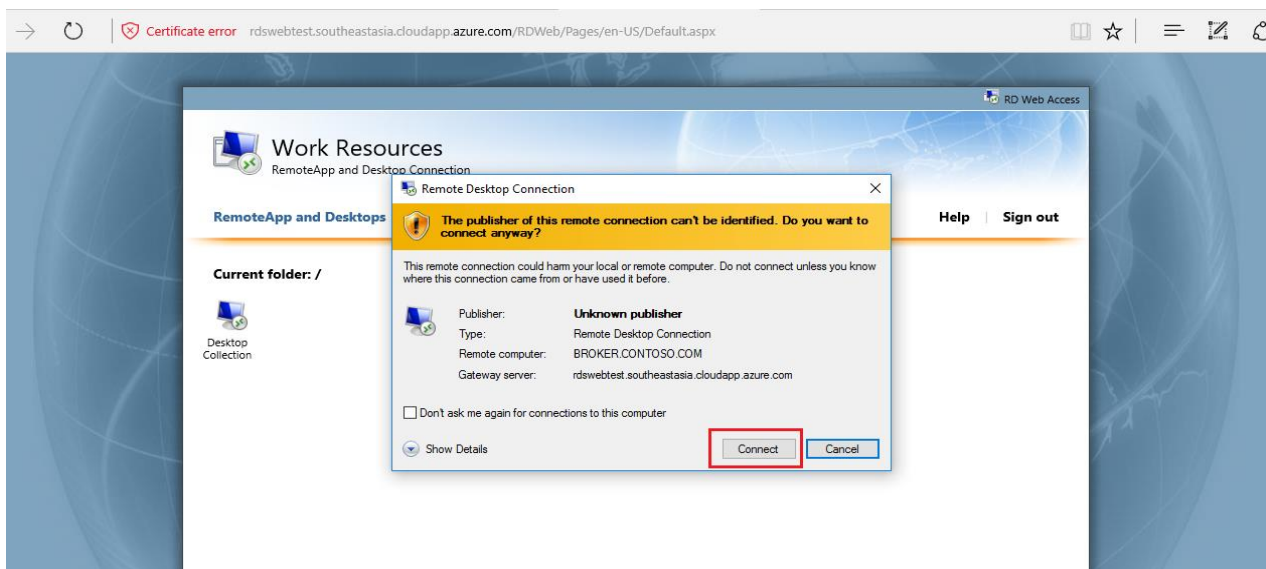 Certificate error rdswebtest.southeastasia.cloudapp.azure.com/RDWeb/Pages/en-US/Default.aspx
RD Web Access
Work Resources
RemoteApp and Desktop Connection
Remote Desktop Connection
RemoteApp and Desktops
Help | Sign out
The publisher of this remote connection can't be identified. Do you want to
connect anyway?
This remote connection could harm your local or remote computer. Do not connect unless you know
where this connection came from or have used it before.
Current folder: /
Desktop
Collection
Publisher: Unknown publisher
Type: Remote Desktop Connection
Remote computer: BROKER.CONTOSO.COM
Gateway server: rdswebtest.southeastasia.cloudapp.azure.com
Don't ask me again for connections to this computer
Show Details
Connect
Cancel